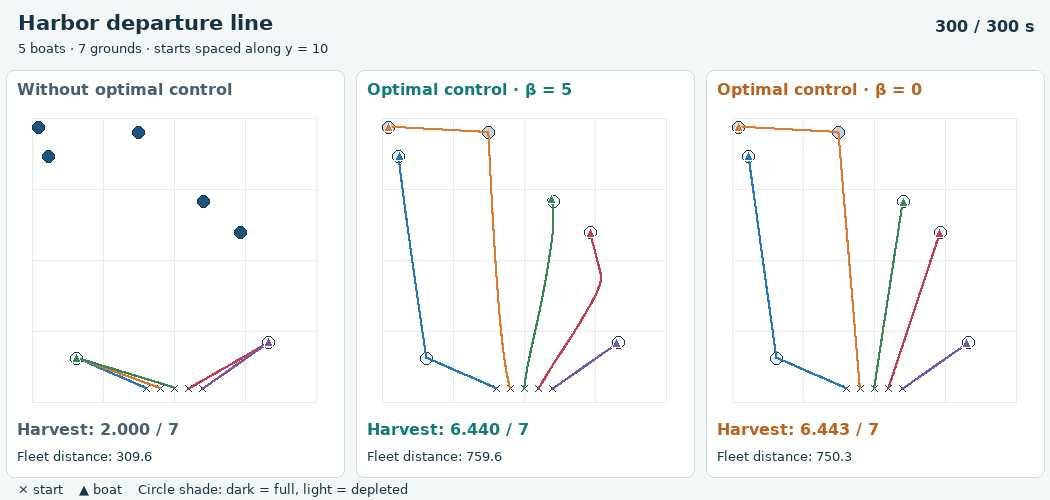 Harbor departure line
300 / 300 s
5 boats · 7 grounds · starts spaced along y = 10
Without optimal control
Harvest: 2.000 / 7
Fleet distance: 309.6
Optimal control · β = 5
Harvest: 6.440 / 7
Fleet distance: 759.6
Optimal control · β = 0
Harvest: 6.443 / 7
Fleet distance: 750.3
× start ▲ boat Circle shade: dark = full, light = depleted